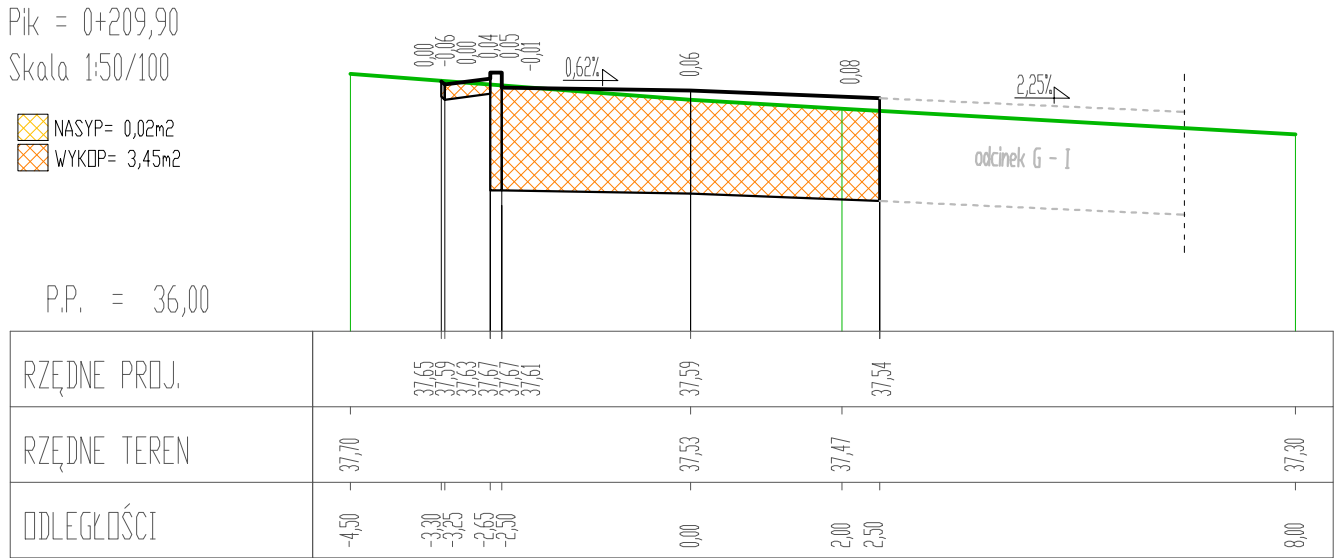 Pik = 0+209,90
Skala 1:50/100
0,00 -0,06 0,00 0,04 0,05 -0,01 0,06 0,08
0,62% 2,25%
NASYP= 0,02m2
WYKOP= 3,45m2
odcinek G - I
P.P. = 36,00
RZĘDNE PROJ. 37,65 37,59 37,63 37,67 37,67 37,61 37,59 37,54
RZĘDNE TEREN 37,70 37,53 37,47 37,30
ODLEGŁOŚCI -4,50 -3,30 -3,25 -2,65 -2,50 0,00 2,00 2,50 8,00